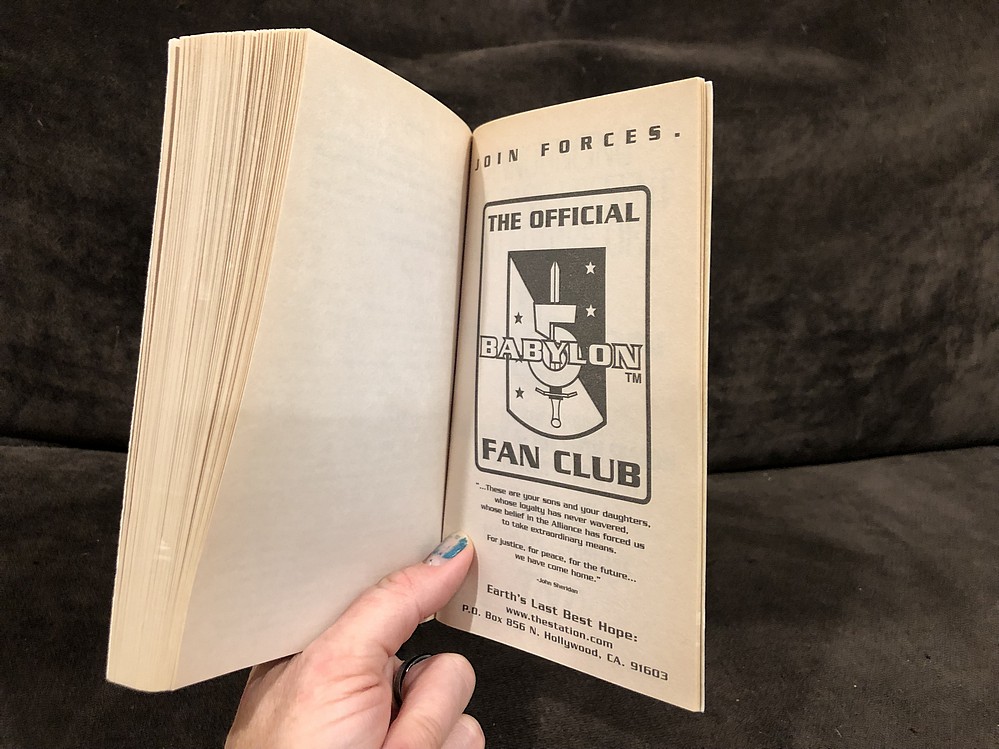 JOIN FORCES.
THE OFFICIAL
5
BABYLON
TM
FAN CLUB
"...These are your sons and your daughters,
whose loyalty has never wavered,
whose belief in the Alliance has forced us
to take extraordinary means.
For justice, for peace, for the future...
we have come home."
-John Sheridan
Earth's Last Best Hope:
www.thestation.com
P.O. Box 856 N. Hollywood, CA. 91603